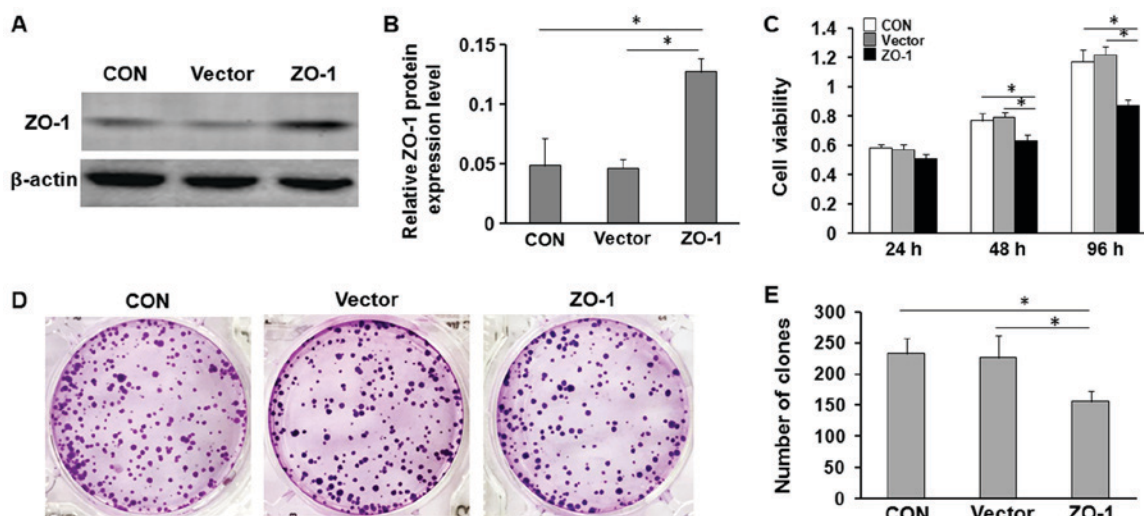 A
CON Vector ZO-1
ZO-1
β-actin
B
Relative ZO-1 protein
expression level
0.15
0.1
0.05
0
* 
*
CON Vector ZO-1
C
Cell viability
1.4
1.2
1
0.8
0.6
0.4
0.2
0
CON
Vector
ZO-1
*
*
*
*
24 h 48 h 96 h
D
CON Vector ZO-1
E
Number of clones
300
250
200
150
100
50
0
*
*
CON Vector ZO-1